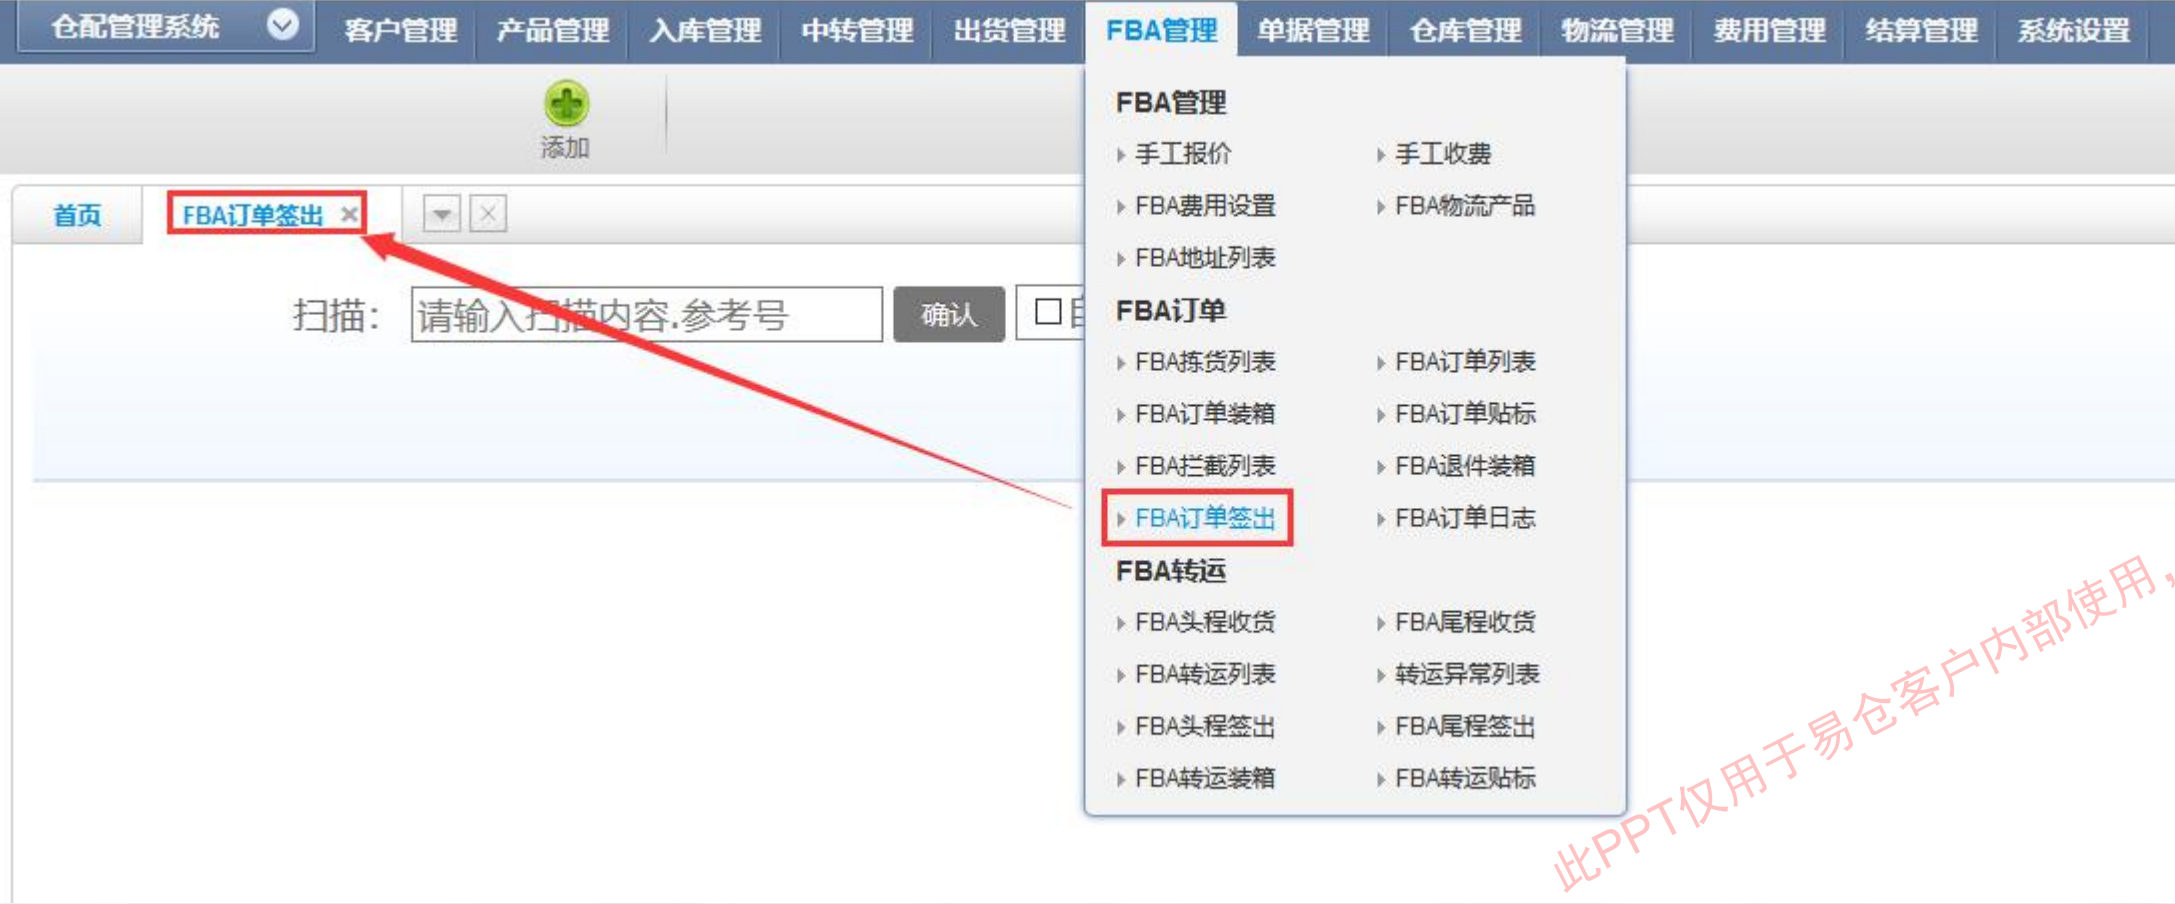 仓配管理系统 客户管理 产品管理 入库管理 中转管理 出货管理 FBA管理 单据管理 仓库管理 物流管理 费用管理 结算管理 系统设置
添加
首页 FBA订单签出
扫描： 请输入扫描内容.参考号 确认
FBA管理
手工报价 手工收费
FBA费用设置 FBA物流产品
FBA地址列表
FBA订单
FBA拣货列表 FBA订单列表
FBA订单装箱 FBA订单贴标
FBA拦截列表 FBA退件装箱
FBA订单签出 FBA订单日志
FBA转运
FBA头程收货 FBA尾程收货
FBA转运列表 转运异常列表
FBA头程签出 FBA尾程签出
FBA转运装箱 FBA转运贴标
此PPT仅用于易仓客户内部使用，